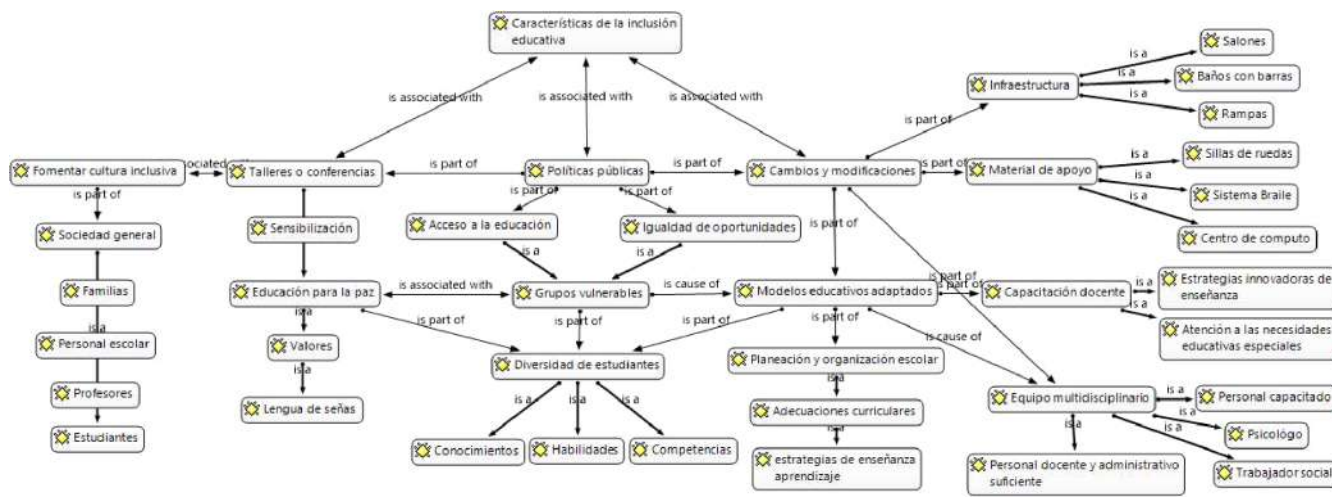 Características de la inclusión
educativa
is associated with
is associated with
is associated with
Infraestructura
is a
Salones
is a
Baños con barras
is a
Rampas
is part of
Fomentar cultura inclusiva
Talleres o conferencias
is part of
Políticas públicas
is part of
Cambios y modificaciones
is part of
Material de apoyo
is a
Sillas de ruedas
is a
Sistema Braile
is a
Centro de computo
is part of
Sociedad general
Sensibilización
is part of
is part of
Acceso a la educación
Igualdad de oportunidades
is part of
is a
is a
Familias
Educación para la paz
is associated with
Grupos vulnerables
is cause of
Modelos educativos adaptados
is part of
is part of
Capacitación docente
is a
Estrategias innovadoras de
enseñanza
is a
Atención a las necesidades
educativas especiales
is a
Personal escolar
is a
Valores
is part of
is part of
is part of
is part of
is cause of
Diversidad de estudiantes
Planeación y organización escolar
is a
Profesores
is a
Lengua de señas
is a
is a
is a
Adecuaciones curriculares
Equipo multidisciplinario
is a
Personal capacitado
is a
Psicológo
is a
Trabajador social
is a
Estudiantes
Conocimientos
Habilidades
Competencias
estrategias de enseñanza
aprendizaje
Personal docente y administrativo
suficiente